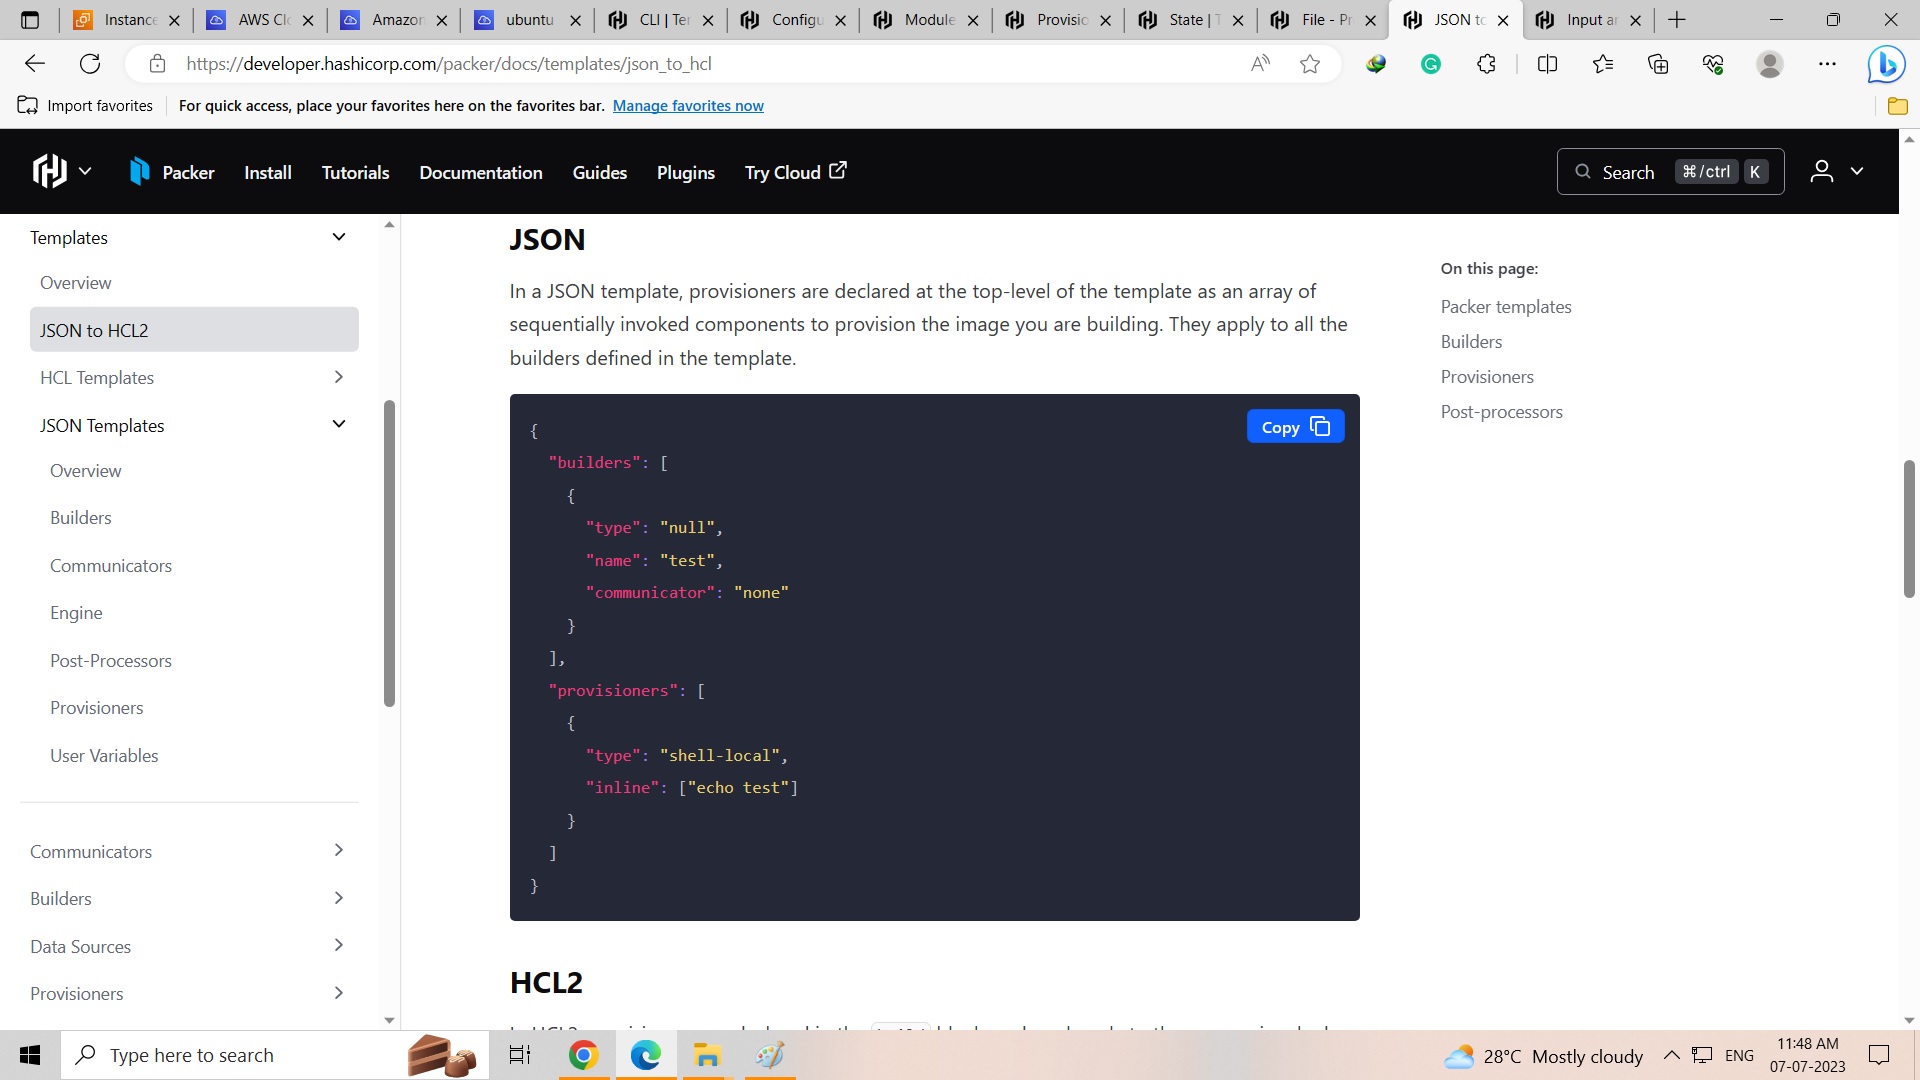 Instance
AWS Clo
Amazon
ubuntu
CLI | Ter
Configu
Module
Provisio
State | T
File - Pr
JSON to
Input an
https://developer.hashicorp.com/packer/docs/templates/json_to_hcl
Import favorites
For quick access, place your favorites here on the favorites bar. Manage favorites now
Packer
Install
Tutorials
Documentation
Guides
Plugins
Try Cloud
Search
⌘/ctrl
K
Templates
Overview
JSON to HCL2
HCL Templates
JSON Templates
Overview
Builders
Communicators
Engine
Post-Processors
Provisioners
User Variables
Communicators
Builders
Data Sources
Provisioners
JSON
In a JSON template, provisioners are declared at the top-level of the template as an array of
sequentially invoked components to provision the image you are building. They apply to all the
builders defined in the template.
Copy
{
"builders": [
{
"type": "null",
"name": "test",
"communicator": "none"
}
],
"provisioners": [
{
"type": "shell-local",
"inline": ["echo test"]
}
]
}
HCL2
On this page:
Packer templates
Builders
Provisioners
Post-processors
Type here to search
28°C Mostly cloudy
ENG
11:48 AM
07-07-2023